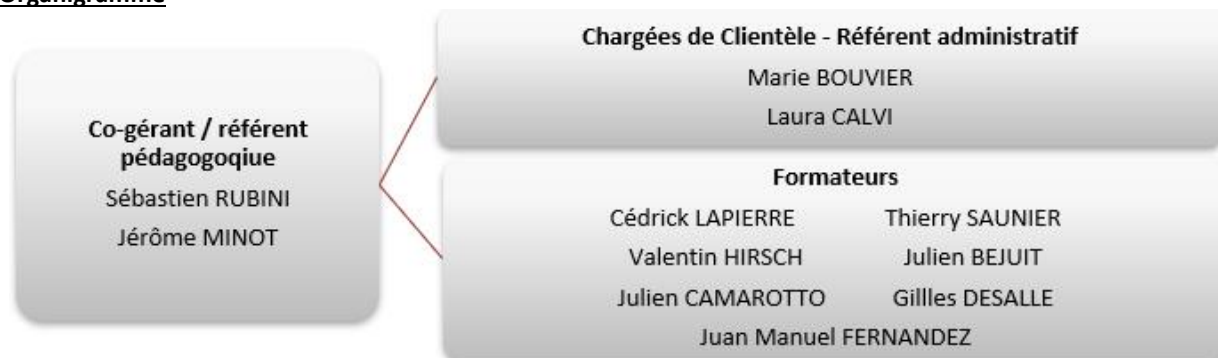 Organigramme
Co-gérant / référent
pédagogoqiue
Sébastien RUBINI
Jérôme MINOT
Chargées de Clientèle - Référent administratif
Marie BOUVIER
Laura CALVI
Formateurs
Cédrick LAPIERRE Thierry SAUNIER
Valentin HIRSCH Julien BEJUIT
Julien CAMAROTTO Gillles DESALLE
Juan Manuel FERNANDEZ